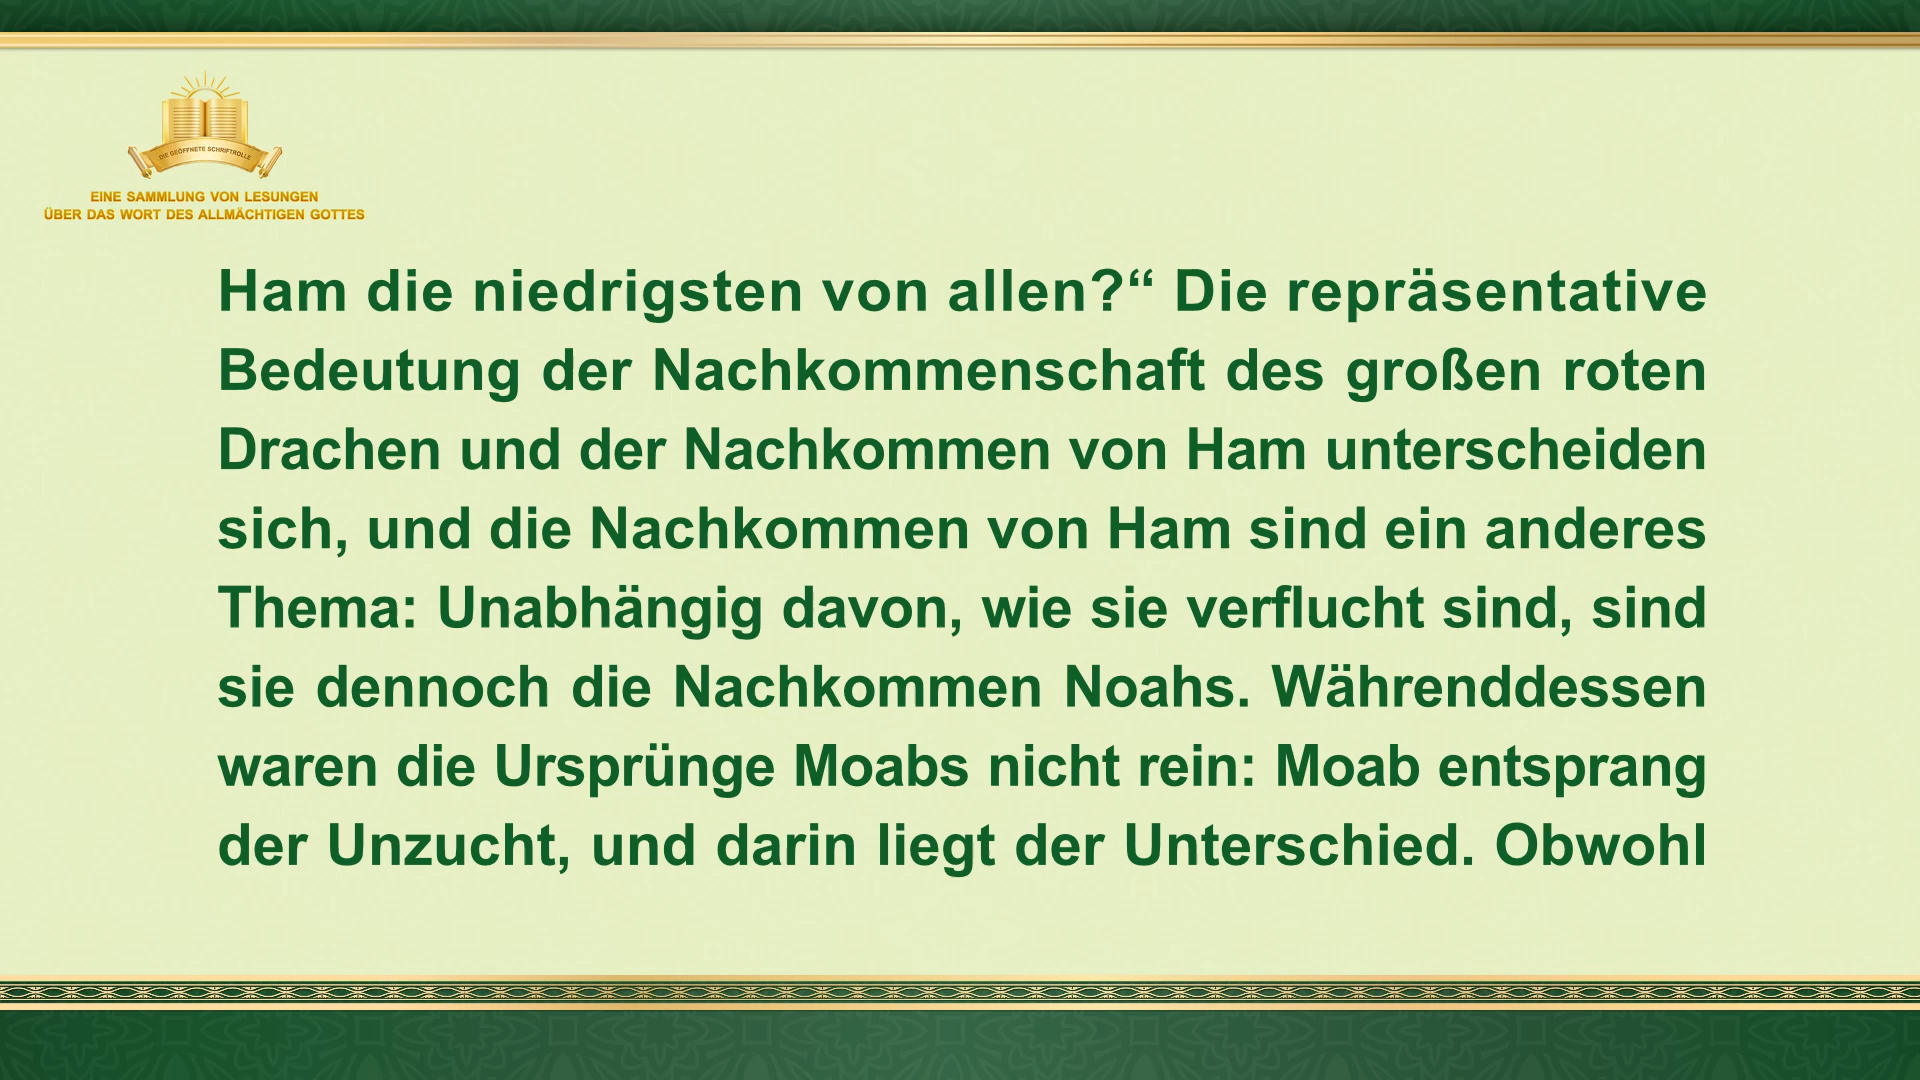 DIE GEÖFFNETE SCHRIFTROLLE
EINE SAMMLUNG VON LESUNGEN
ÜBER DAS WORT DES ALLMÄCHTIGEN GOTTES
Ham die niedrigsten von allen?“ Die repräsentative
Bedeutung der Nachkommenschaft des großen roten
Drachen und der Nachkommen von Ham unterscheiden
sich, und die Nachkommen von Ham sind ein anderes
Thema: Unabhängig davon, wie sie verflucht sind, sind
sie dennoch die Nachkommen Noahs. Währenddessen
waren die Ursprünge Moabs nicht rein: Moab entsprang
der Unzucht, und darin liegt der Unterschied. Obwohl